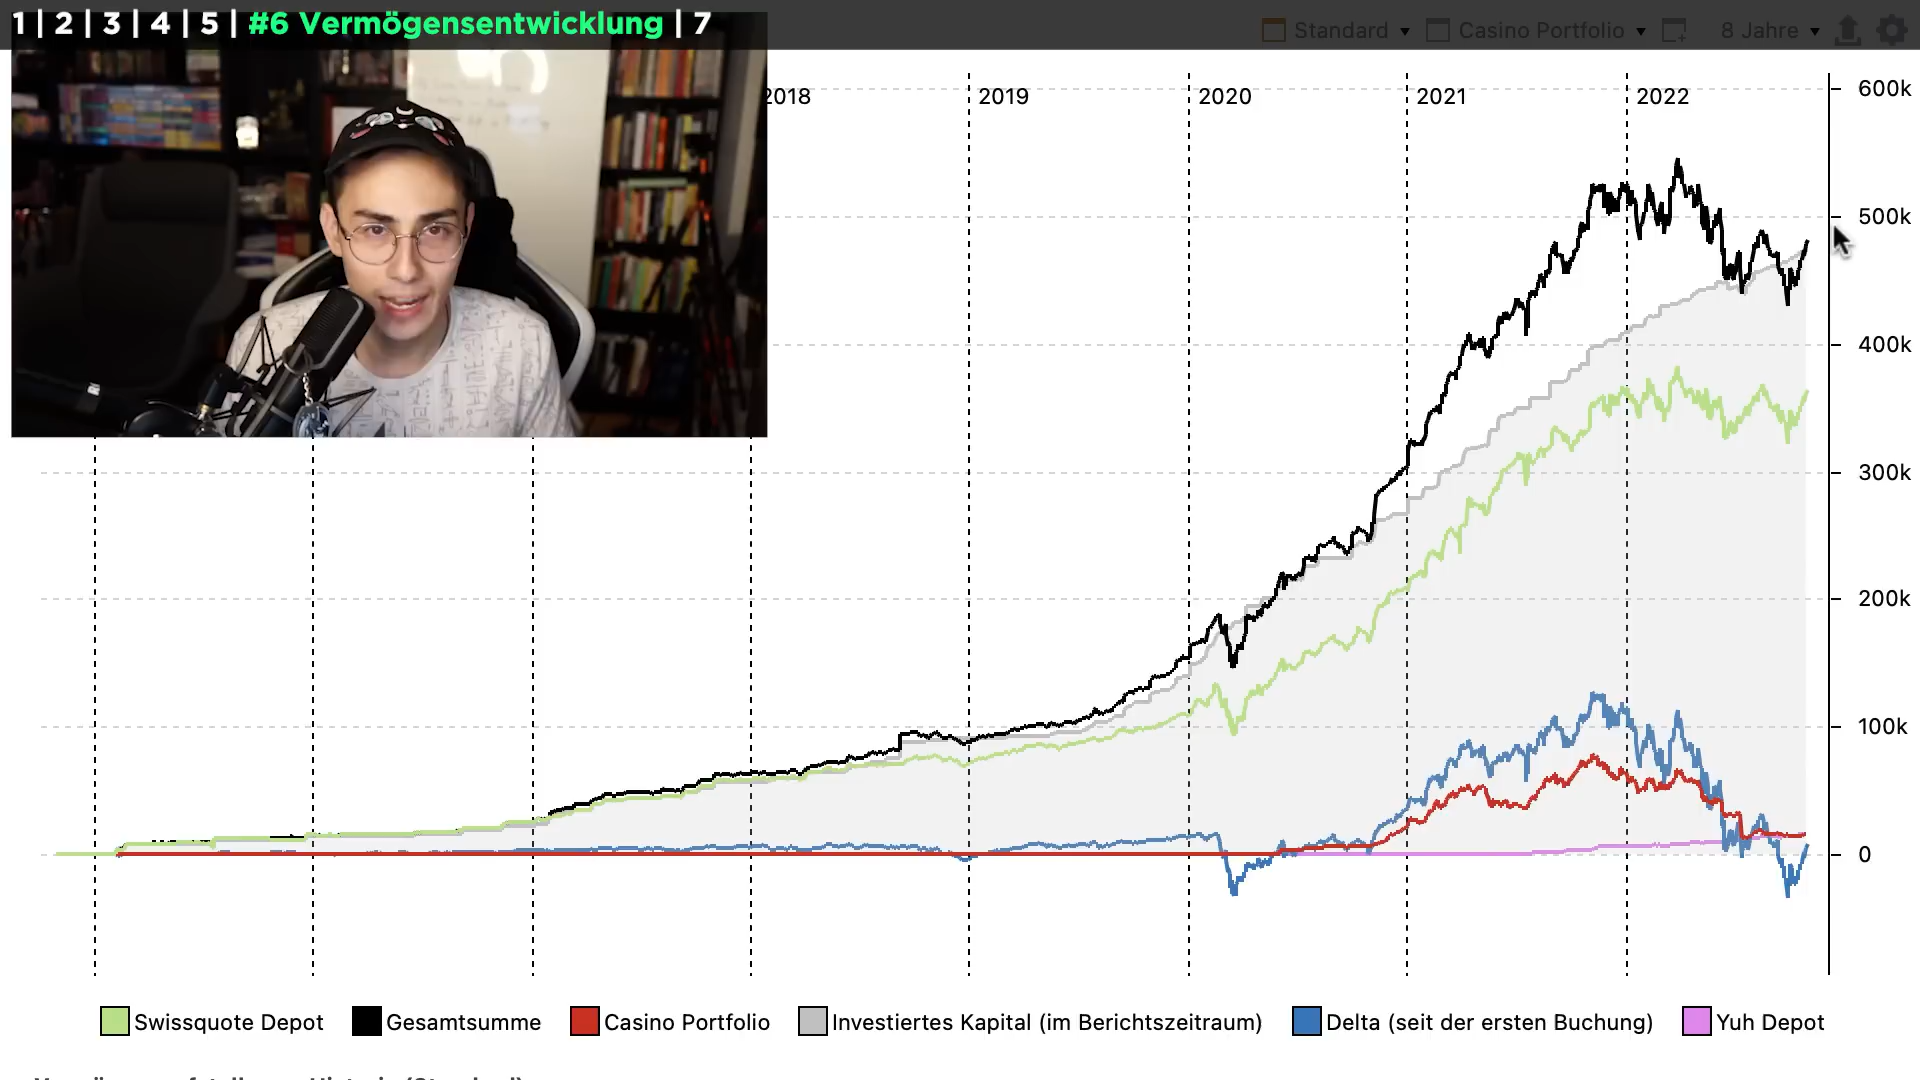 1 | 2 | 3 | 4 | 5 | #6 Vermögensentwicklung | 7
Standard Casino Portfolio 8 Jahre
2018 2019 2020 2021 2022
600k
500k
400k
300k
200k
100k
0
Swissquote Depot Gesamtsumme Casino Portfolio Investiertes Kapital (im Berichtszeitraum) Delta (seit der ersten Buchung) Yuh Depot